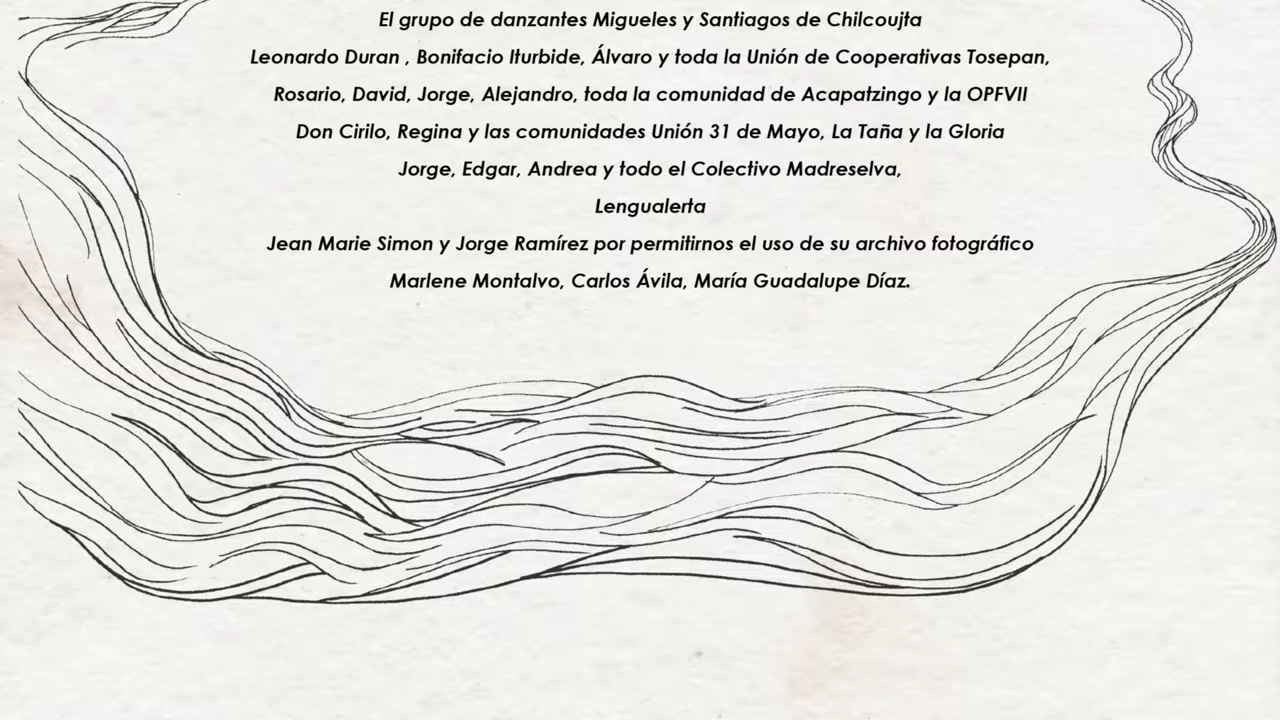 El grupo de danzantes Migueles y Santiagos de Chilcoujta
Leonardo Duran , Bonifacio Iturbide, Álvaro y toda la Unión de Cooperativas Tosepan,
Rosario, David, Jorge, Alejandro, toda la comunidad de Acapatzingo y la OPFVII
Don Cirilo, Regina y las comunidades Unión 31 de Mayo, La Taña y la Gloria
Jorge, Edgar, Andrea y todo el Colectivo Madreselva,
Lengualerta
Jean Marie Simon y Jorge Ramírez por permitirnos el uso de su archivo fotográfico
Marlene Montalvo, Carlos Ávila, María Guadalupe Díaz.